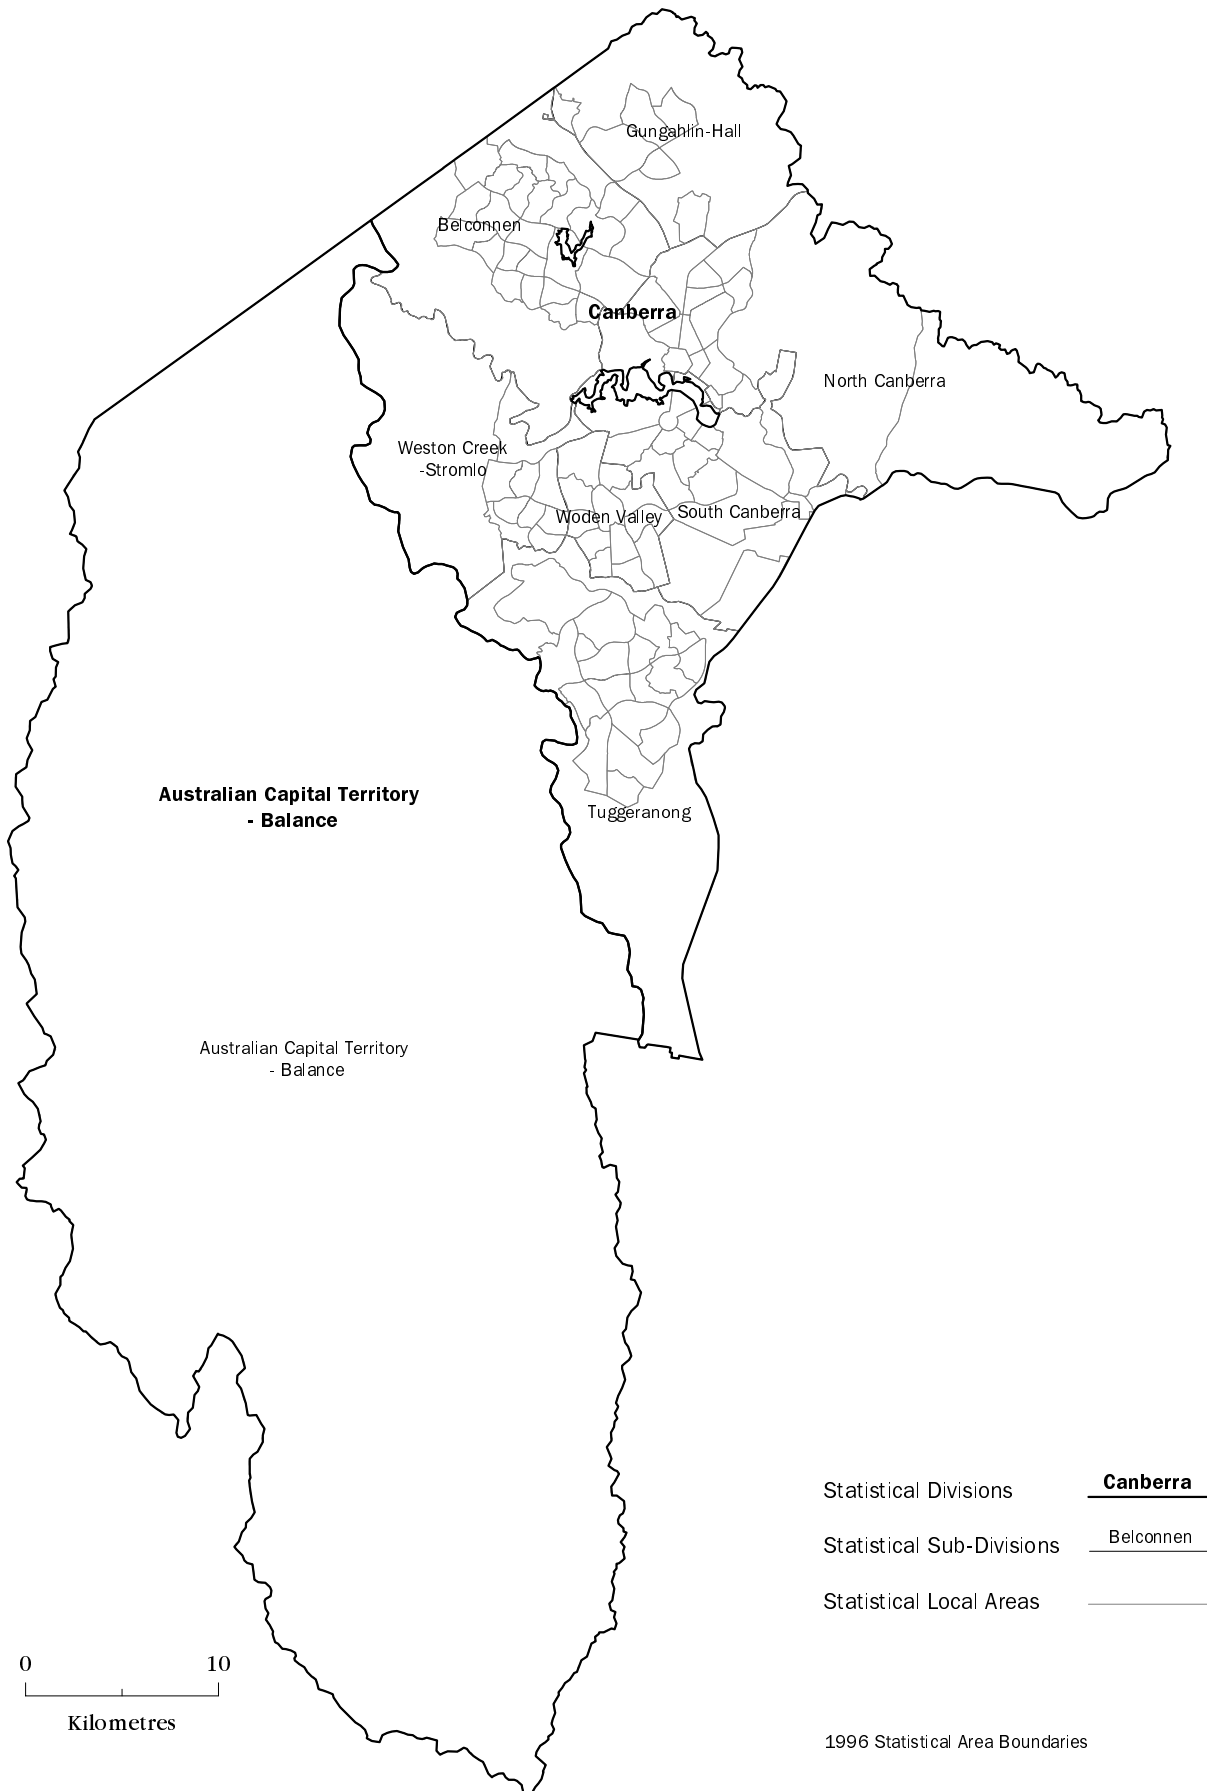 Gungahlin-Hall
Belconnen
Canberra
North Canberra
Weston Creek
-Stromlo
Woden Valley
South Canberra
Australian Capital Territory
- Balance
Tuggeranong
Australian Capital Territory
- Balance
Statistical Divisions
Canberra
Statistical Sub-Divisions
Belconnen
Statistical Local Areas
0 10
Kilometres
1996 Statistical Area Boundaries